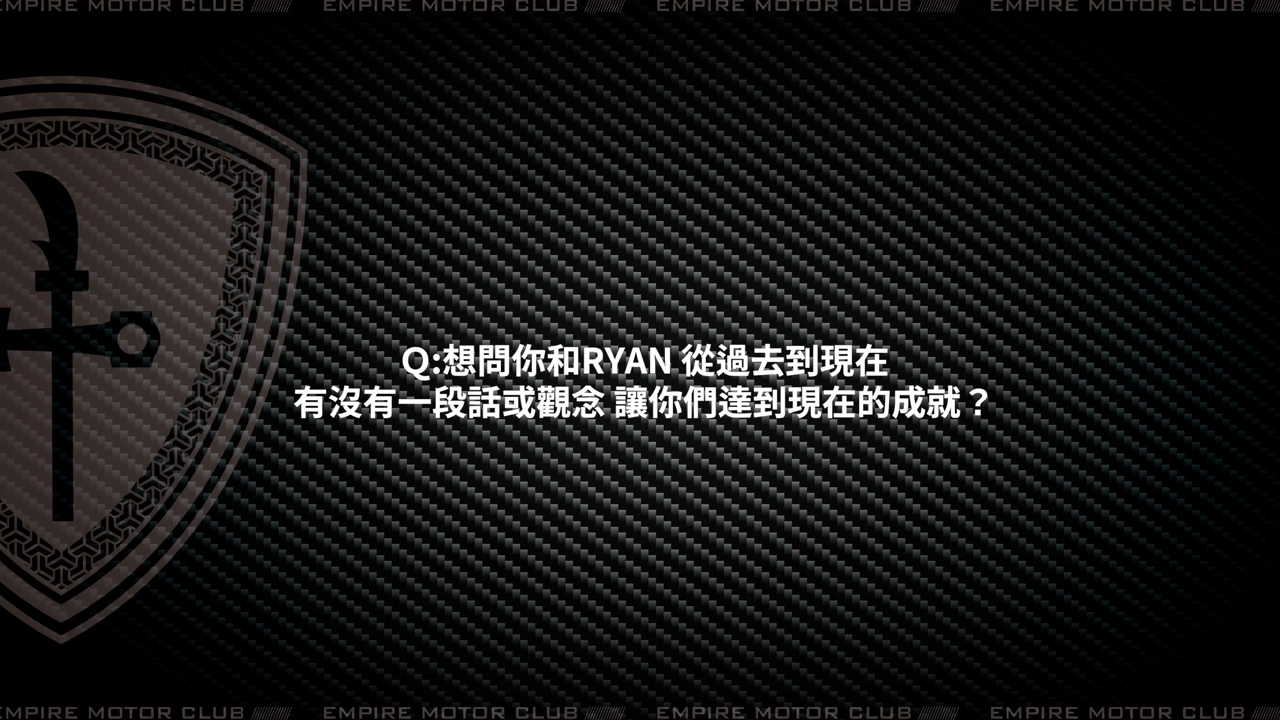 EMPIRE MOTOR CLUB EMPIRE MOTOR CLUB EMPIRE MOTOR CLUB EMPIRE MOTOR CLUB
Q:想問你和RYAN 從過去到現在
有沒有一段話或觀念 讓你們達到現在的成就？
EMPIRE MOTOR CLUB EMPIRE MOTOR CLUB EMPIRE MOTOR CLUB EMPIRE MOTOR CLUB